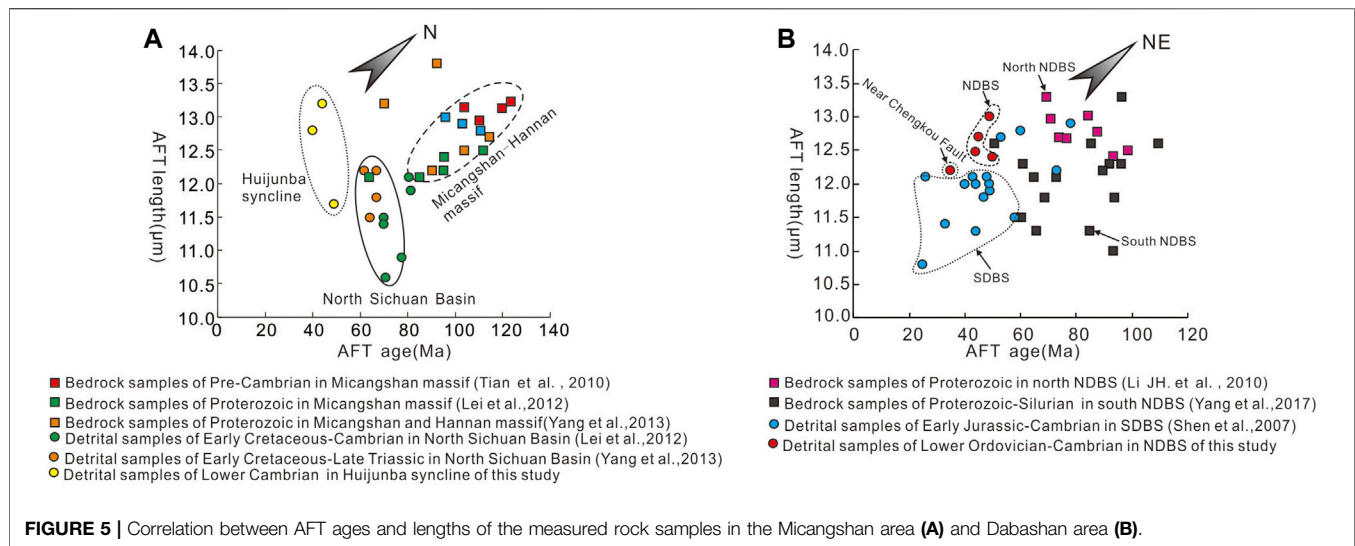 A
N
14.0
13.5
13.0
12.5
12.0
11.5
11.0
10.5
10.0
AFT length(μm)
Huijunba
syncline
Micangshan-Hannan
massif
North Sichuan Basin
0 20 40 60 80 100 120 140
AFT age(Ma)
Bedrock samples of Pre-Cambrian in Micangshan massif (Tian et al. , 2010)
Bedrock samples of Proterozoic in Micangshan massif (Lei et al.,2012)
Bedrock samples of Proterozoic in Micangshan and Hannan massif(Yang et al.,2013)
Detrital samples of Early Cretaceous-Cambrian in North Sichuan Basin (Lei et al.,2012)
Detrital samples of Early Cretaceous-Late Triassic in North Sichuan Basin (Yang et al.,2013)
Detrital samples of Lower Cambrian in Huijunba syncline of this study
B
NE
14.0
13.5
13.0
12.5
12.0
11.5
11.0
10.5
10.0
AFT length(μm)
North NDBS
NDBS
Near Chengkou Fault
South NDBS
SDBS
0 20 40 60 80 100 120
AFT age(Ma)
Bedrock samples of Proterozoic in north NDBS (Li JH. et al. , 2010)
Bedrock samples of Proterozoic-Silurian in south NDBS (Yang et al.,2017)
Detrital samples of Early Jurassic-Cambrian in SDBS (Shen et al.,2007)
Detrital samples of Lower Ordovician-Cambrian in NDBS of this study
FIGURE 5 | Correlation between AFT ages and lengths of the measured rock samples in the Micangshan area (A) and Dabashan area (B).